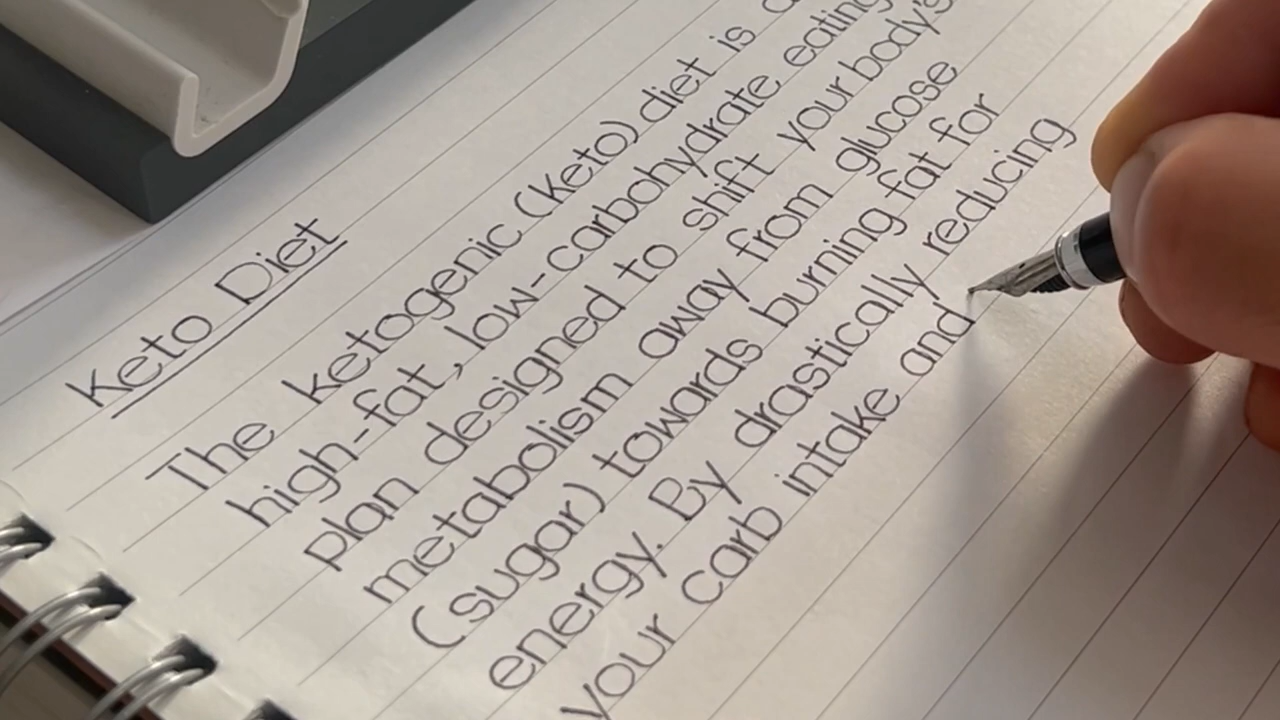 Keto Diet
The ketogenic (Keto) diet is a
high-fat, low-carbohydrate eating
plan designed to shift your body's
metabolism away from glucose
(sugar) towards burning fat for
energy. By drastically reducing
your carb intake and